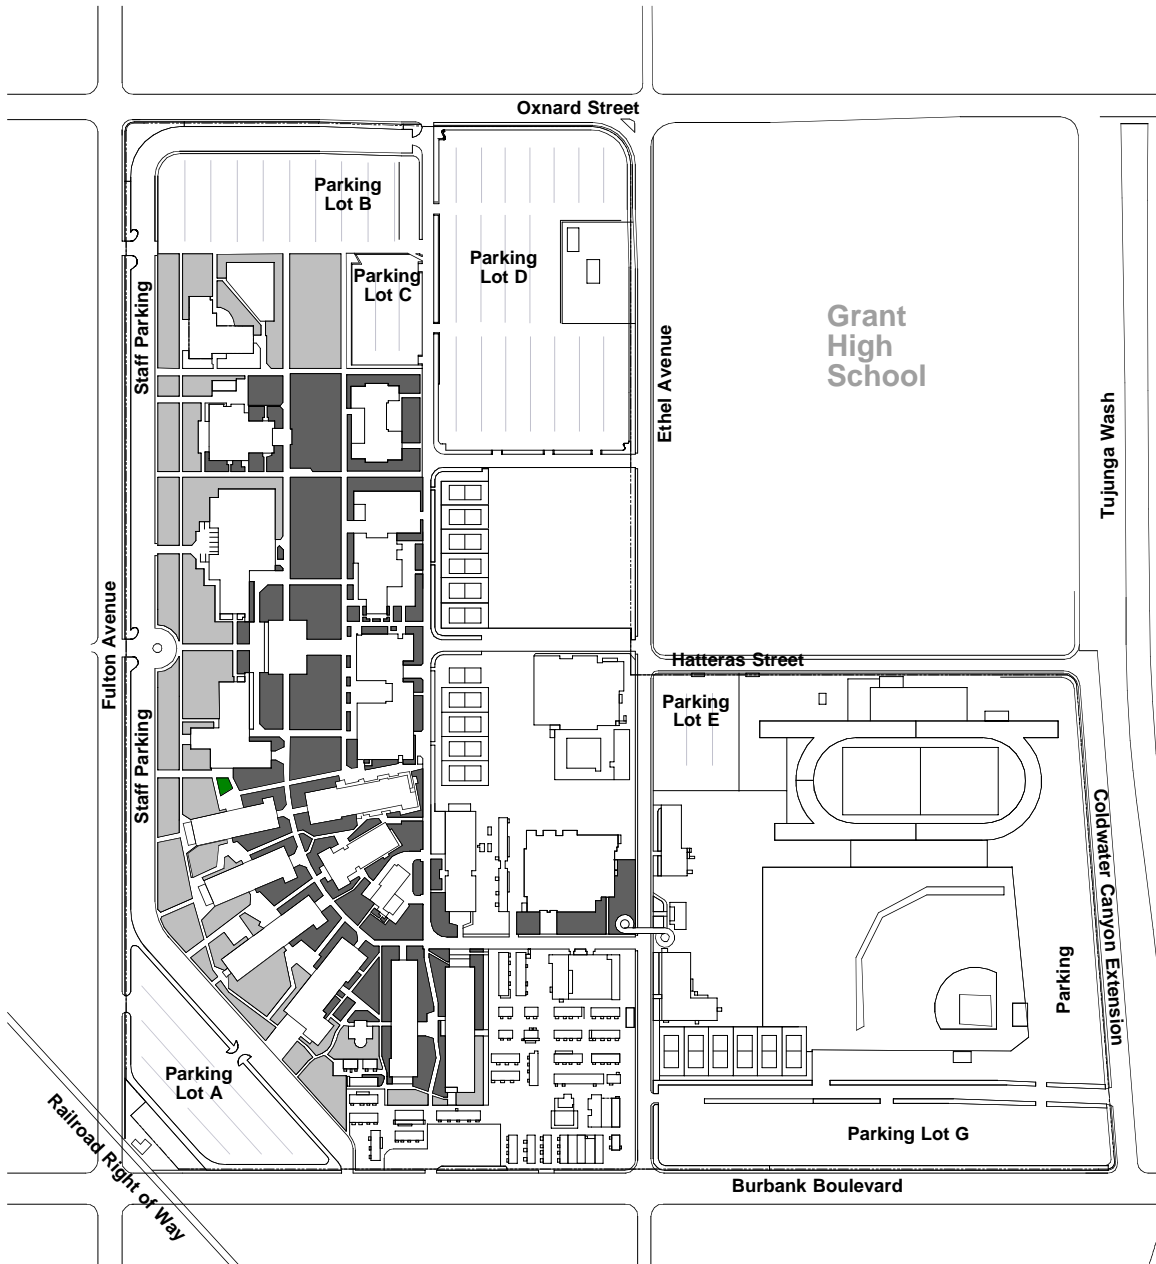 Oxnard Street
Parking
Lot B
Parking
Lot D
Parking
Lot C
Staff Parking
Grant
High
School
Ethel Avenue
Tujunga Wash
Fulton Avenue
Hatteras Street
Parking
Lot E
Staff Parking
Coldwater Canyon Extension
Parking
Parking
Lot A
Railroad Right of Way
Parking Lot G
Burbank Boulevard